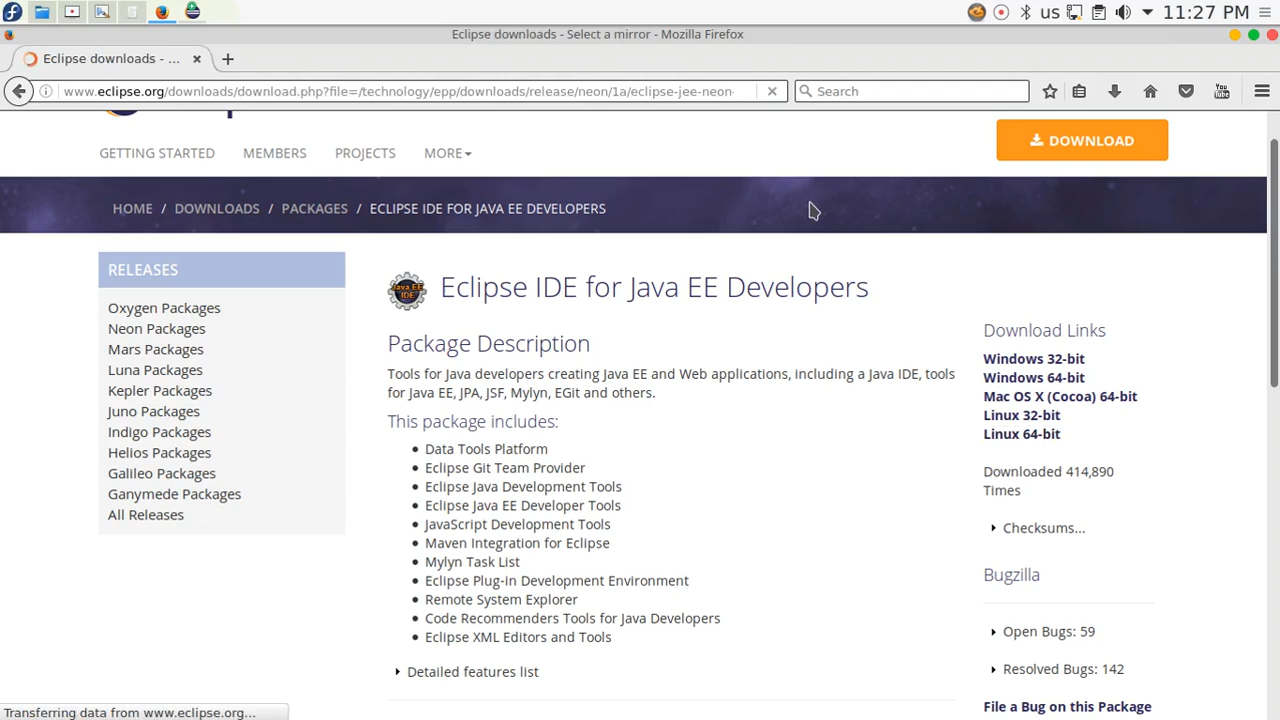 us
11:27 PM
Eclipse downloads - Select a mirror - Mozilla Firefox
Eclipse downloads - ...
www.eclipse.org/downloads/download.php?file=/technology/epp/downloads/release/neon/1a/eclipse-jee-neon-
Search
You Tube
GETTING STARTED MEMBERS PROJECTS MORE
DOWNLOAD
HOME / DOWNLOADS / PACKAGES / ECLIPSE IDE FOR JAVA EE DEVELOPERS
RELEASES
Oxygen Packages
Neon Packages
Mars Packages
Luna Packages
Kepler Packages
Juno Packages
Indigo Packages
Helios Packages
Galileo Packages
Ganymede Packages
All Releases
Java EE
IDE
Eclipse IDE for Java EE Developers
Package Description
Tools for Java developers creating Java EE and Web applications, including a Java IDE, tools
for Java EE, JPA, JSF, Mylyn, EGit and others.
This package includes:
Data Tools Platform
Eclipse Git Team Provider
Eclipse Java Development Tools
Eclipse Java EE Developer Tools
JavaScript Development Tools
Maven Integration for Eclipse
Mylyn Task List
Eclipse Plug-in Development Environment
Remote System Explorer
Code Recommenders Tools for Java Developers
Eclipse XML Editors and Tools
Detailed features list
Download Links
Windows 32-bit
Windows 64-bit
Mac OS X (Cocoa) 64-bit
Linux 32-bit
Linux 64-bit
Downloaded 414,890
Times
Checksums...
Bugzilla
Open Bugs: 59
Resolved Bugs: 142
File a Bug on this Package
Transferring data from www.eclipse.org...